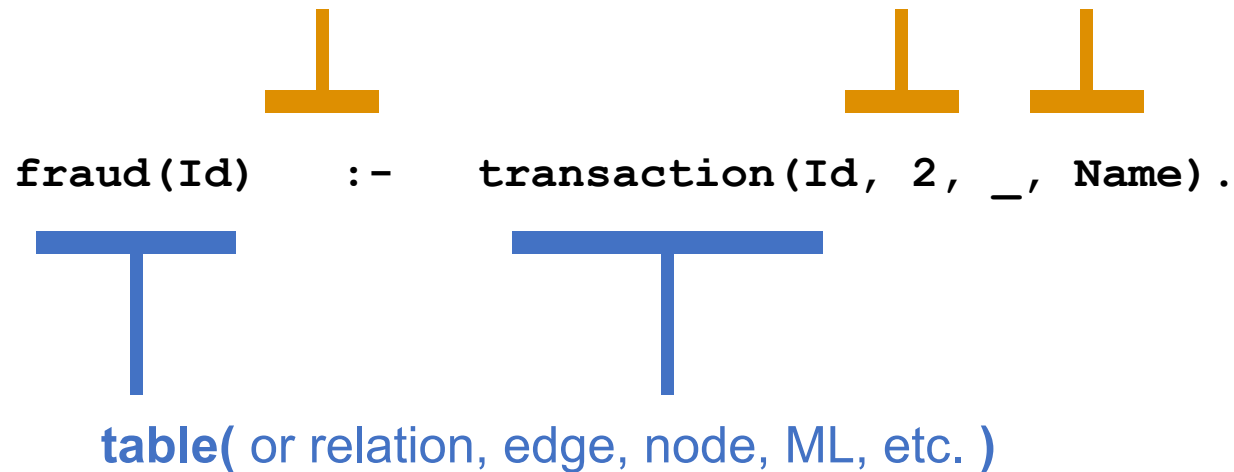 fraud(Id) :- transaction(Id, 2, _, Name).
table( or relation, edge, node, ML, etc. )